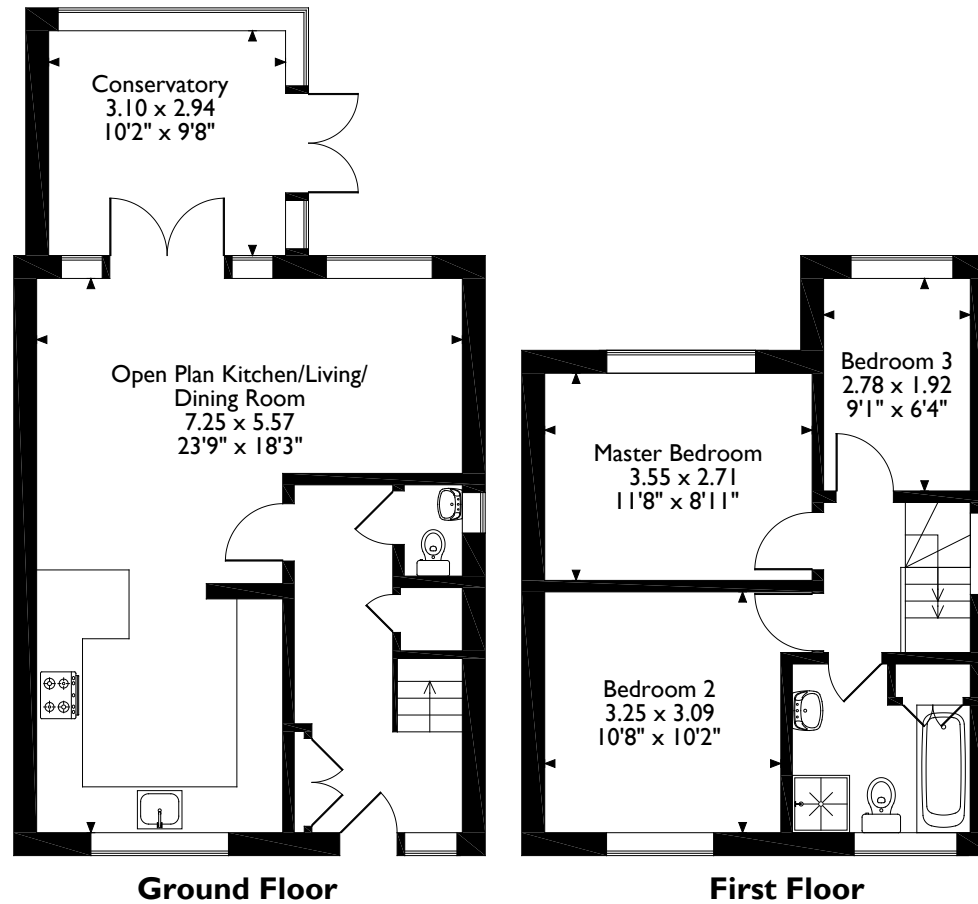 Conservatory
3.10 x 2.94
10'2" x 9'8"
Open Plan Kitchen/Living/
Dining Room
7.25 x 5.57
23'9" x 18'3"
Bedroom 3
2.78 x 1.92
9'1" x 6'4"
Master Bedroom
3.55 x 2.71
11'8" x 8'11"
Bedroom 2
3.25 x 3.09
10'8" x 10'2"
Ground Floor
First Floor